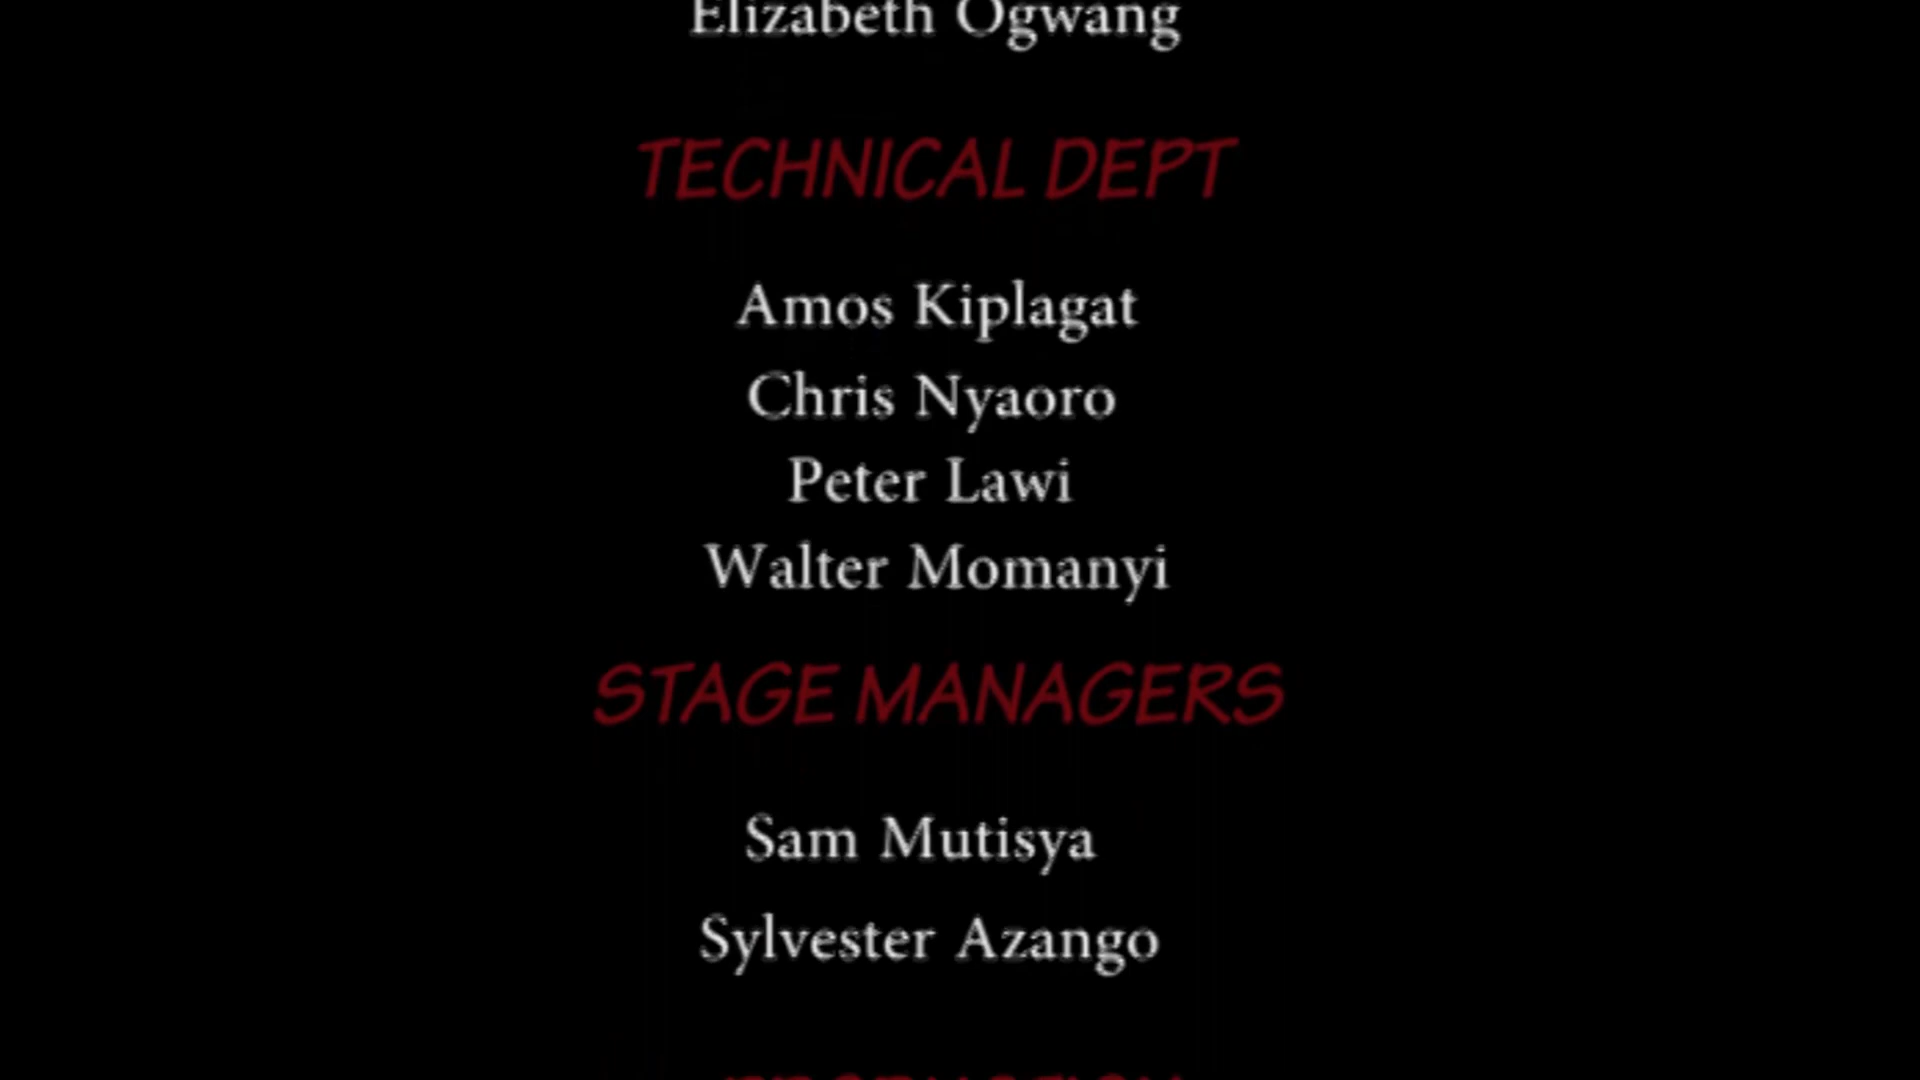 Elizabeth Ogwang
TECHNICAL DEPT
Amos Kiplagat
Chris Nyaoro
Peter Lawi
Walter Momanyi
STAGE MANAGERS
Sam Mutisya
Sylvester Azango